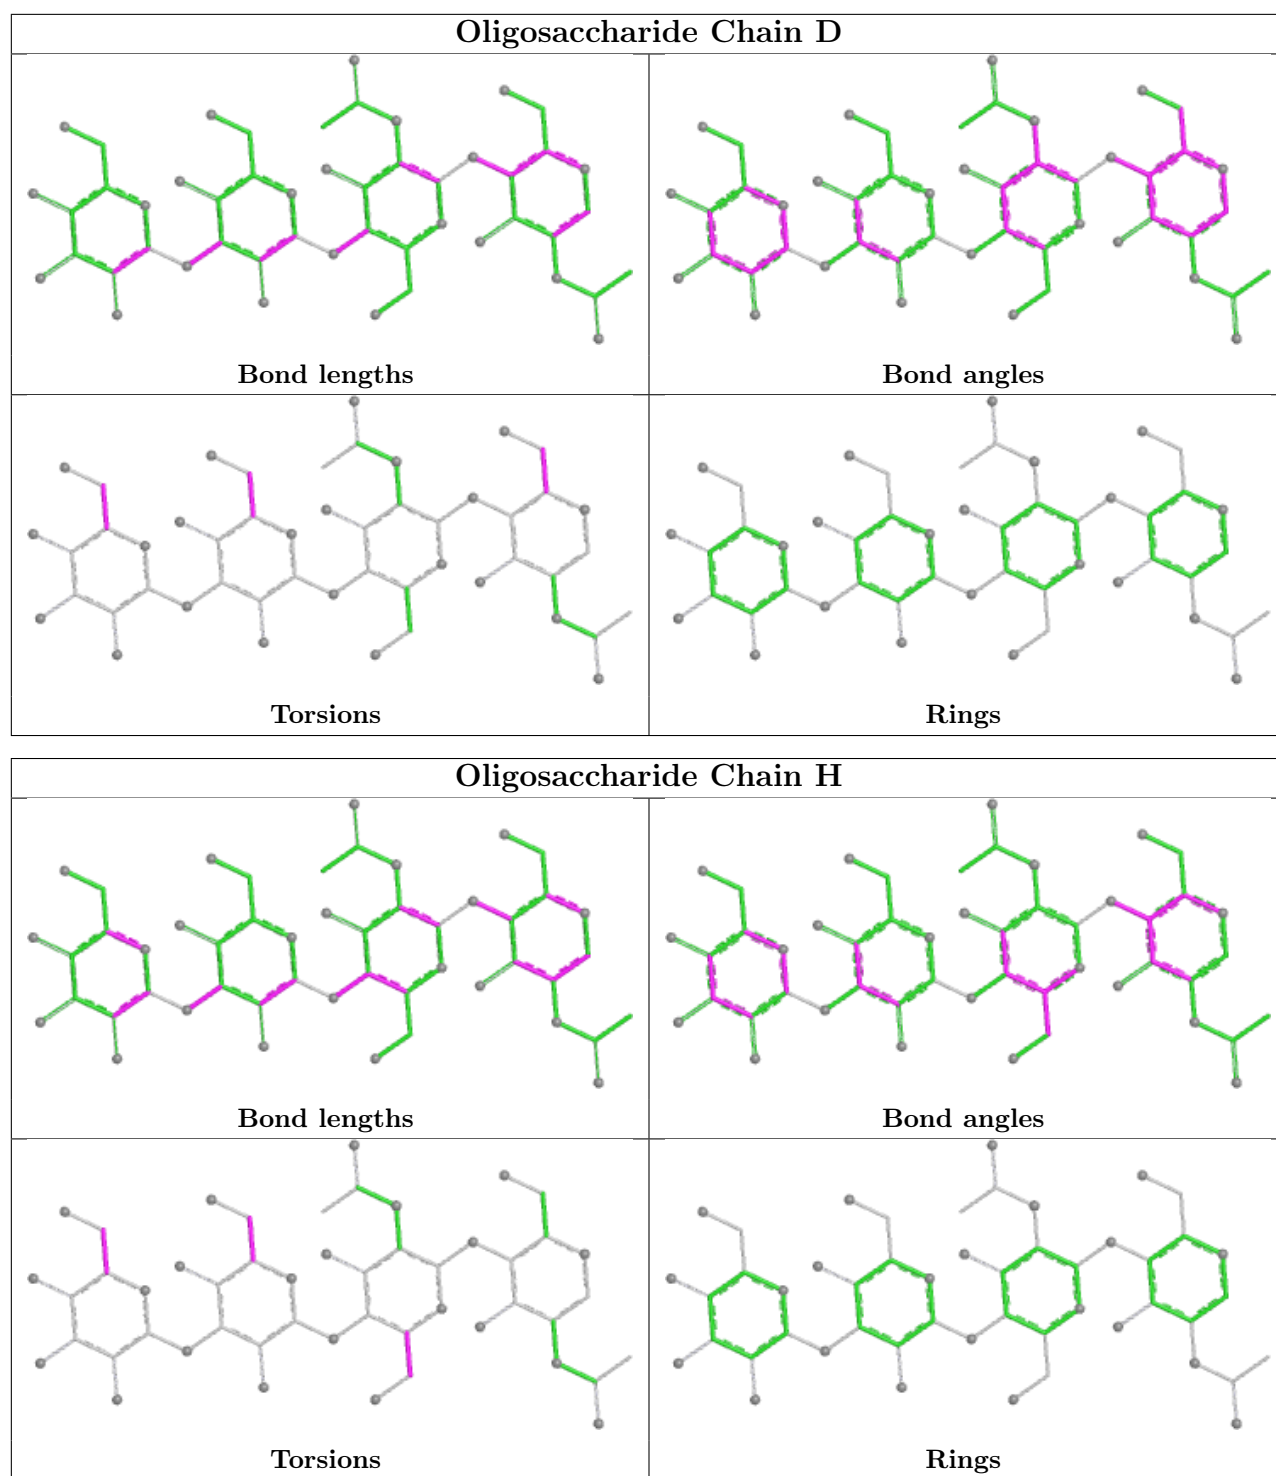 Oligosaccharide Chain D
Bond lengths
Bond angles
Torsions
Rings
Oligosaccharide Chain H
Bond lengths
Bond angles
Torsions
Rings